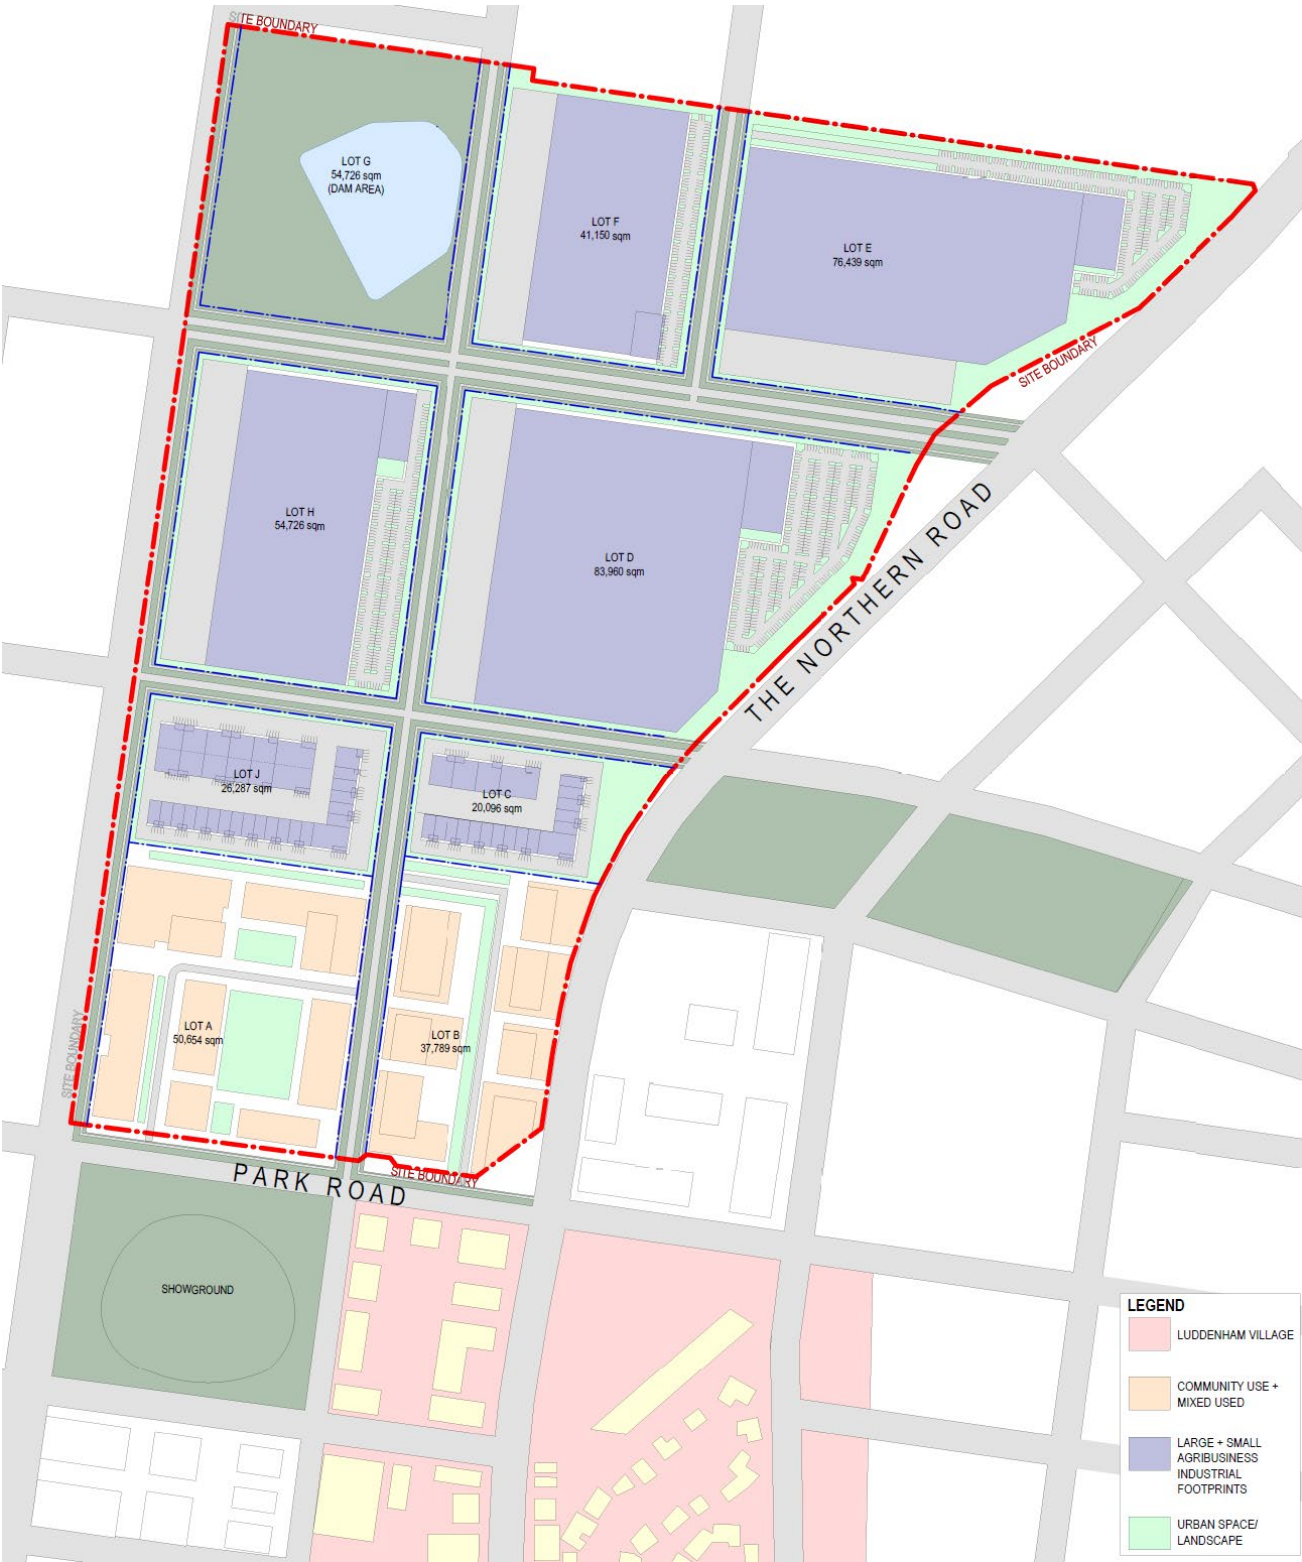 SITE BOUNDARY
LOT G
54,726 sqm
(DAM AREA)
LOT F
41,150 sqm
LOT E
76,439 sqm
SITE BOUNDARY
LOT H
54,726 sqm
LOT D
83,960 sqm
THE NORTHERN ROAD
LOT J
26,287 sqm
LOT C
20,096 sqm
LOT A
50,654 sqm
LOT B
37,789 sqm
SITE BOUNDARY
SITE BOUNDARY
PARK ROAD
SHOWGROUND
LEGEND
LUDDENHAM VILLAGE
COMMUNITY USE +
MIXED USED
LARGE + SMALL
AGRIBUSINESS
INDUSTRIAL
FOOTPRINTS
URBAN SPACE/
LANDSCAPE